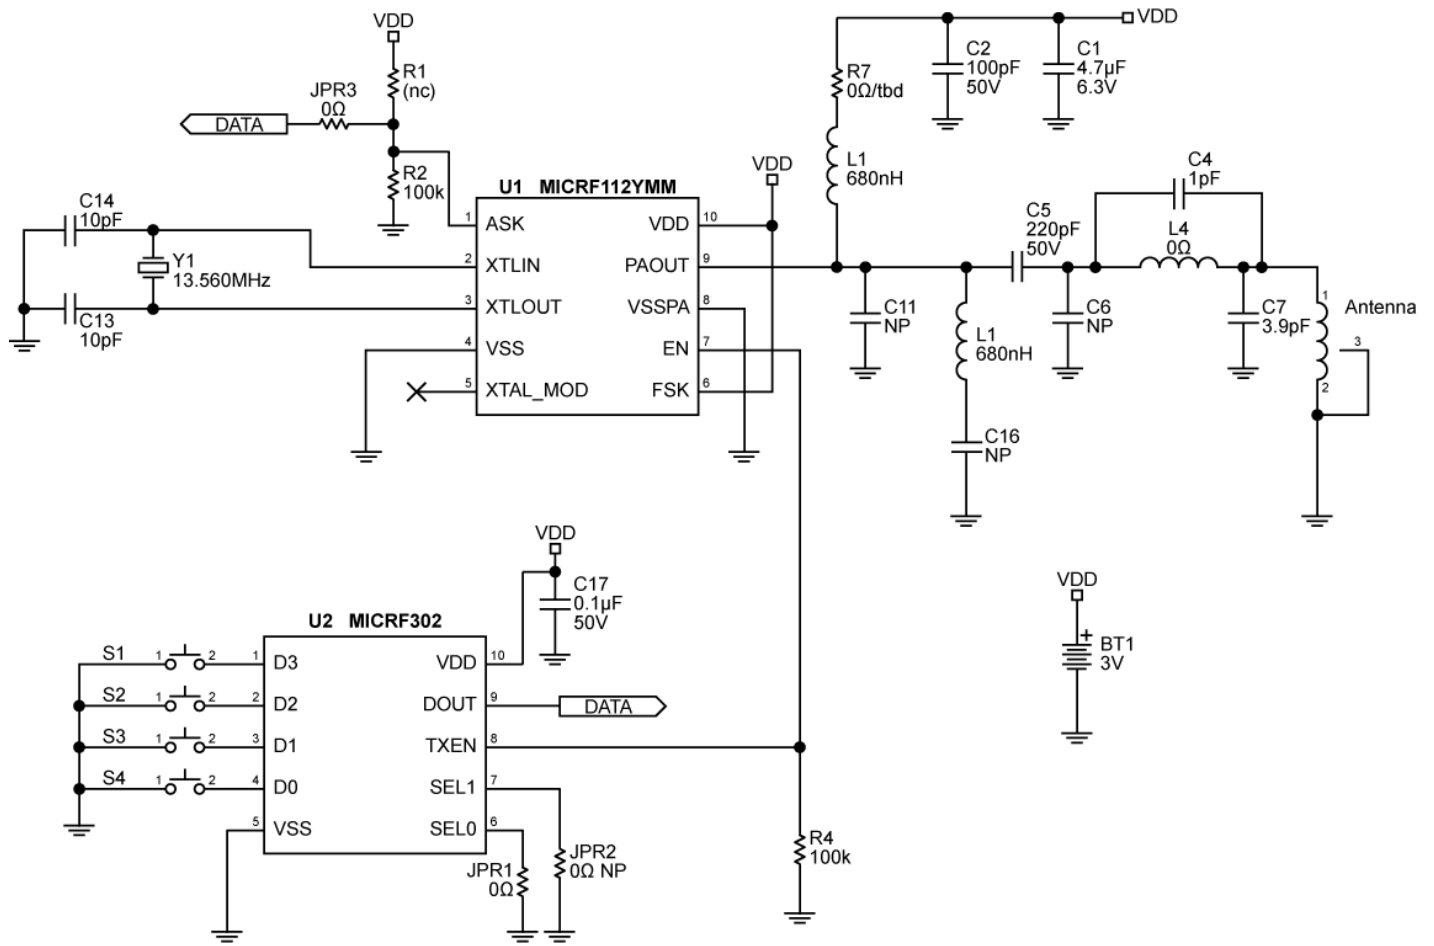 VDD
R1
(nc)
JPR3
0Ω
DATA
R2
100k
C14
10pF
Y1
13.560MHz
C13
10pF
U1 MICRF112YMM
1 ASK
2 XTLIN
3 XTLOUT
4 VSS
5 XTAL_MOD
VDD 10
PAOUT 9
VSSPA 8
EN 7
FSK 6
VDD
VDD
R7
0Ω/tbd
C2
100pF
50V
C1
4.7µF
6.3V
L1
680nH
C4
1pF
C5
220pF
50V
L4
0Ω
C11
NP
L1
680nH
C6
NP
C7
3.9pF
1
Antenna
3
2
C16
NP
VDD
C17
0.1µF
50V
U2 MICRF302
S1 1 2 1 D3
S2 1 2 2 D2
S3 1 2 3 D1
S4 1 2 4 D0
5 VSS
VDD 10
DOUT 9
DATA
TXEN 8
SEL1 7
SEL0 6
JPR1
0Ω
JPR2
0Ω NP
R4
100k
VDD
+
BT1
3V